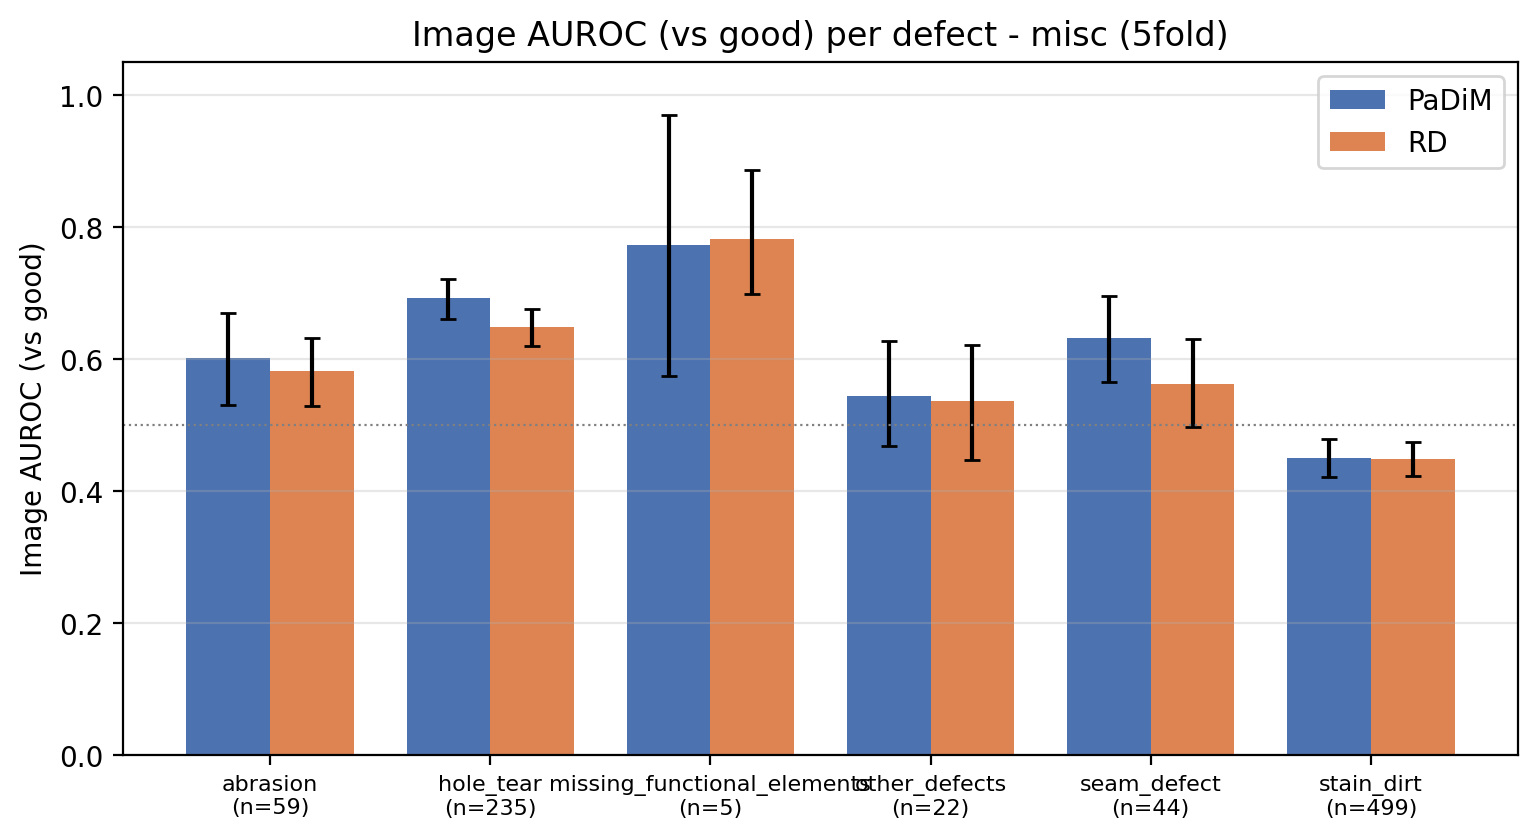 Image AUROC (vs good) per defect - misc (5fold)
PaDiM
RD
Image AUROC (vs good)
1.0
0.8
0.6
0.4
0.2
0.0
abrasion
(n=59)
hole_tear
(n=235)
missing_functional_elements
(n=5)
other_defects
(n=22)
seam_defect
(n=44)
stain_dirt
(n=499)